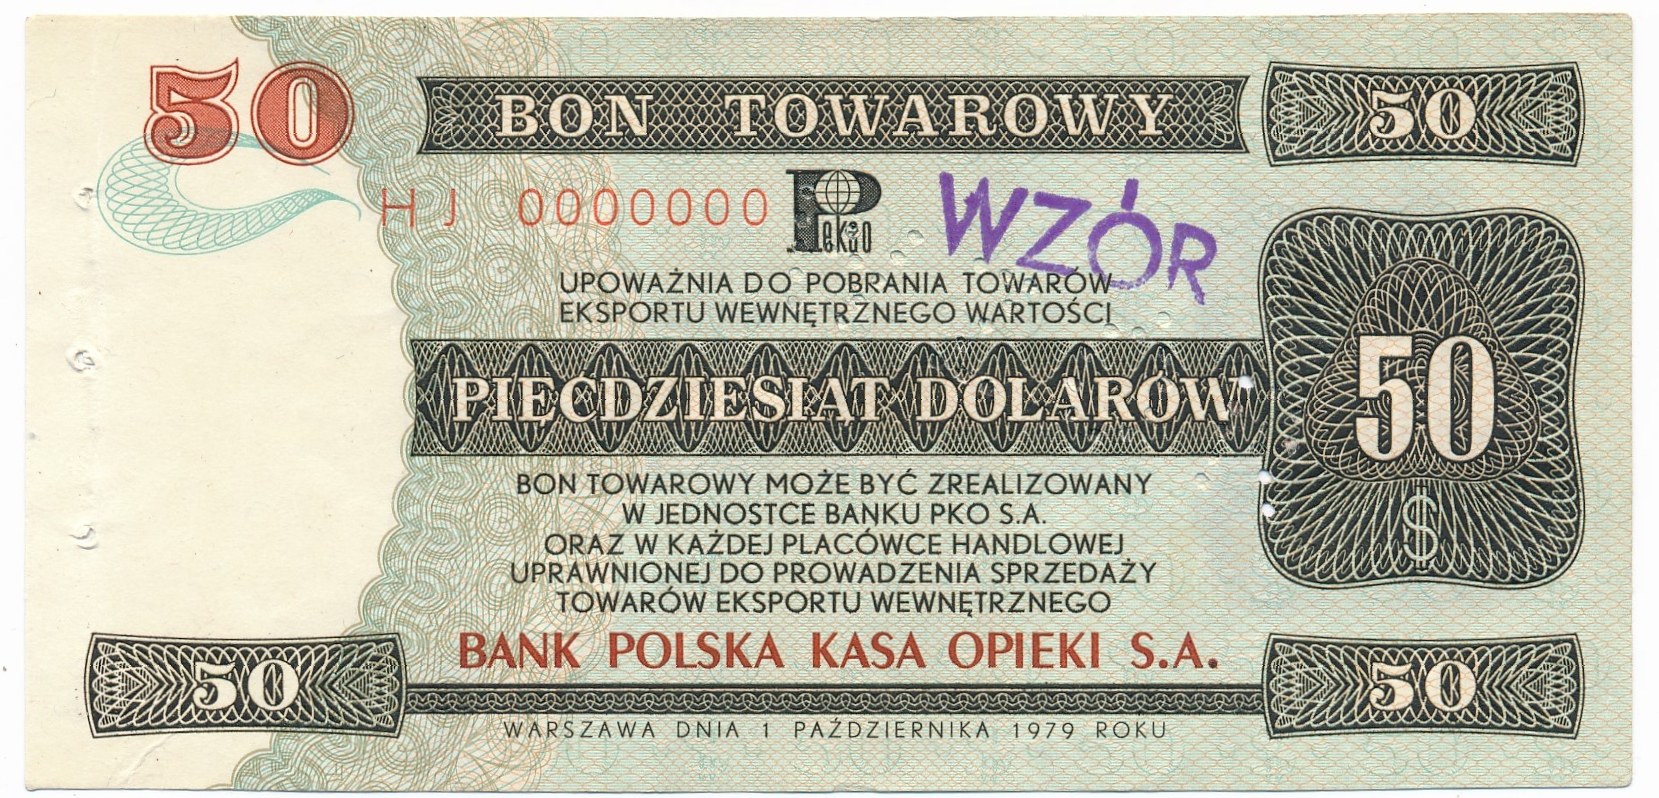 50
BON TOWAROWY
50
HJ 0000000
PeKaO
WZÓR
UPOWAŻNIA DO POBRANIA TOWARÓW
EKSPORTU WEWNĘTRZNEGO WARTOŚCI
PIĘĆDZIESIĄT DOLARÓW
50
$
BON TOWAROWY MOŻE BYĆ ZREALIZOWANY
W JEDNOSTCE BANKU PKO S.A.
ORAZ W KAŻDEJ PLACÓWCE HANDLOWEJ
UPRAWNIONEJ DO PROWADZENIA SPRZEDAŻY
TOWARÓW EKSPORTU WEWNĘTRZNEGO
BANK POLSKA KASA OPIEKI S.A.
50
50
WARSZAWA DNIA 1 PAŹDZIERNIKA 1979 ROKU